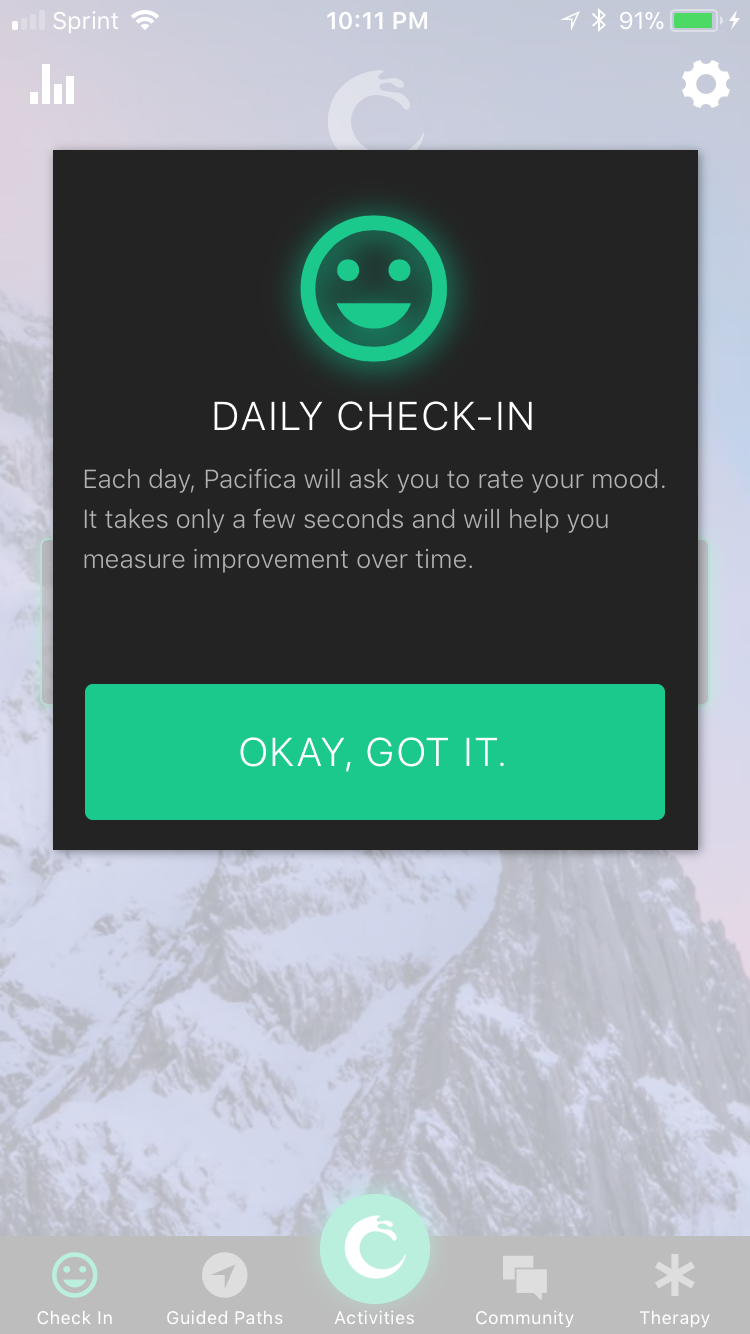 Sprint 10:11 PM 91%
DAILY CHECK-IN
Each day, Pacifica will ask you to rate your mood.
It takes only a few seconds and will help you
measure improvement over time.
OKAY, GOT IT.
Check In Guided Paths Activities Community Therapy